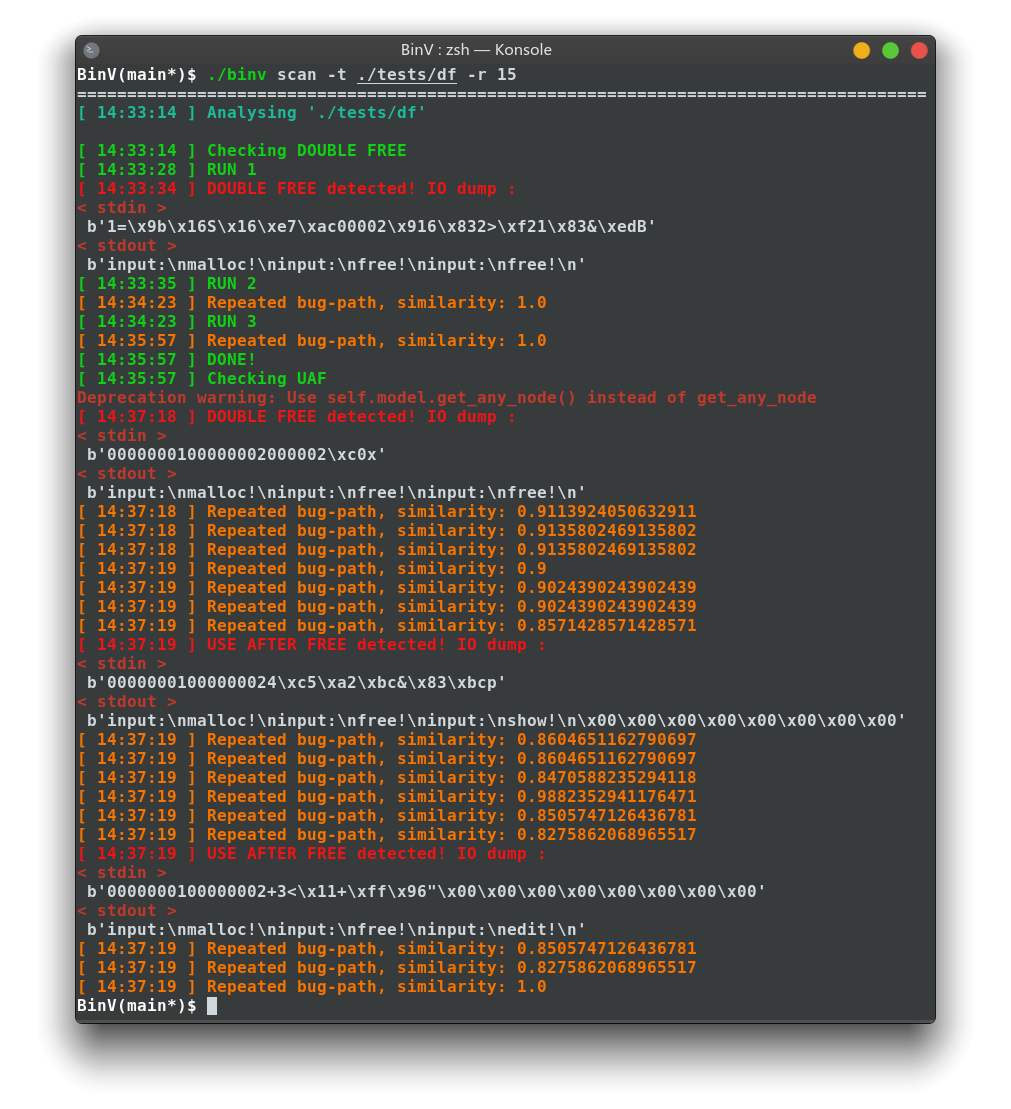 BinV : zsh — Konsole
BinV(main*)$ ./binv scan -t ./tests/df -r 15
=====================================================================================
[ 14:33:14 ] Analysing './tests/df'
[ 14:33:14 ] Checking DOUBLE FREE
[ 14:33:28 ] RUN 1
[ 14:33:34 ] DOUBLE FREE detected! IO dump :
< stdin >
b'1=\x9b\x16S\x16\xe7\xac00002\x916\x832>\xf21\x83&\xedB'
< stdout >
b'input:\nmalloc!\ninput:\nfree!\ninput:\nfree!\n'
[ 14:33:35 ] RUN 2
[ 14:34:23 ] Repeated bug-path, similarity: 1.0
[ 14:34:23 ] RUN 3
[ 14:35:57 ] Repeated bug-path, similarity: 1.0
[ 14:35:57 ] DONE!
[ 14:35:57 ] Checking UAF
Deprecation warning: Use self.model.get_any_node() instead of get_any_node
[ 14:37:18 ] DOUBLE FREE detected! IO dump :
< stdin >
b'0000000100000002000002\xc0x'
< stdout >
b'input:\nmalloc!\ninput:\nfree!\ninput:\nfree!\n'
[ 14:37:18 ] Repeated bug-path, similarity: 0.9113924050632911
[ 14:37:18 ] Repeated bug-path, similarity: 0.9135802469135802
[ 14:37:18 ] Repeated bug-path, similarity: 0.9135802469135802
[ 14:37:19 ] Repeated bug-path, similarity: 0.9
[ 14:37:19 ] Repeated bug-path, similarity: 0.9024390243902439
[ 14:37:19 ] Repeated bug-path, similarity: 0.9024390243902439
[ 14:37:19 ] Repeated bug-path, similarity: 0.8571428571428571
[ 14:37:19 ] USE AFTER FREE detected! IO dump :
< stdin >
b'00000001000000024\xc5\xa2\xbc&\x83\xbcp'
< stdout >
b'input:\nmalloc!\ninput:\nfree!\ninput:\nshow!\n\x00\x00\x00\x00\x00\x00\x00\x00'
[ 14:37:19 ] Repeated bug-path, similarity: 0.8604651162790697
[ 14:37:19 ] Repeated bug-path, similarity: 0.8604651162790697
[ 14:37:19 ] Repeated bug-path, similarity: 0.8470588235294118
[ 14:37:19 ] Repeated bug-path, similarity: 0.9882352941176471
[ 14:37:19 ] Repeated bug-path, similarity: 0.8505747126436781
[ 14:37:19 ] Repeated bug-path, similarity: 0.8275862068965517
[ 14:37:19 ] USE AFTER FREE detected! IO dump :
< stdin >
b'0000000100000002+3<\x11+\xff\x96"\x00\x00\x00\x00\x00\x00\x00\x00'
< stdout >
b'input:\nmalloc!\ninput:\nfree!\ninput:\nedit!\n'
[ 14:37:19 ] Repeated bug-path, similarity: 0.8505747126436781
[ 14:37:19 ] Repeated bug-path, similarity: 0.8275862068965517
[ 14:37:19 ] Repeated bug-path, similarity: 1.0
BinV(main*)$